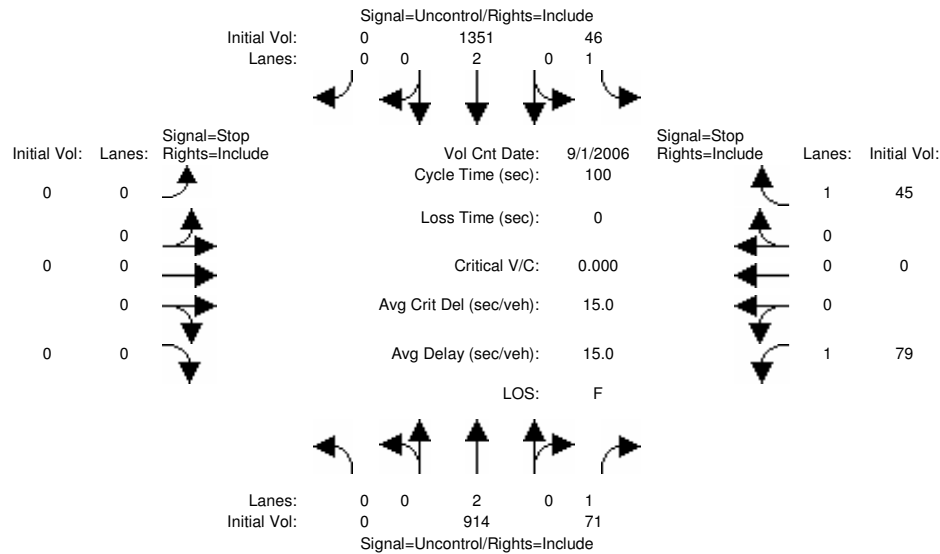 Signal=Uncontrol/Rights=Include
Initial Vol: 0 1351 46
Lanes: 0 0 2 0 1
Signal=Stop Signal=Stop
Initial Vol: Lanes: Rights=Include Vol Cnt Date: 9/1/2006 Rights=Include Lanes: Initial Vol:
Cycle Time (sec): 100
0 0 1 45
Loss Time (sec): 0
0 0
0 0 Critical V/C: 0.000 0 0
0 Avg Crit Del (sec/veh): 15.0 0
0 0 Avg Delay (sec/veh): 15.0 1 79
LOS: F
Lanes: 0 0 2 0 1
Initial Vol: 0 914 71
Signal=Uncontrol/Rights=Include